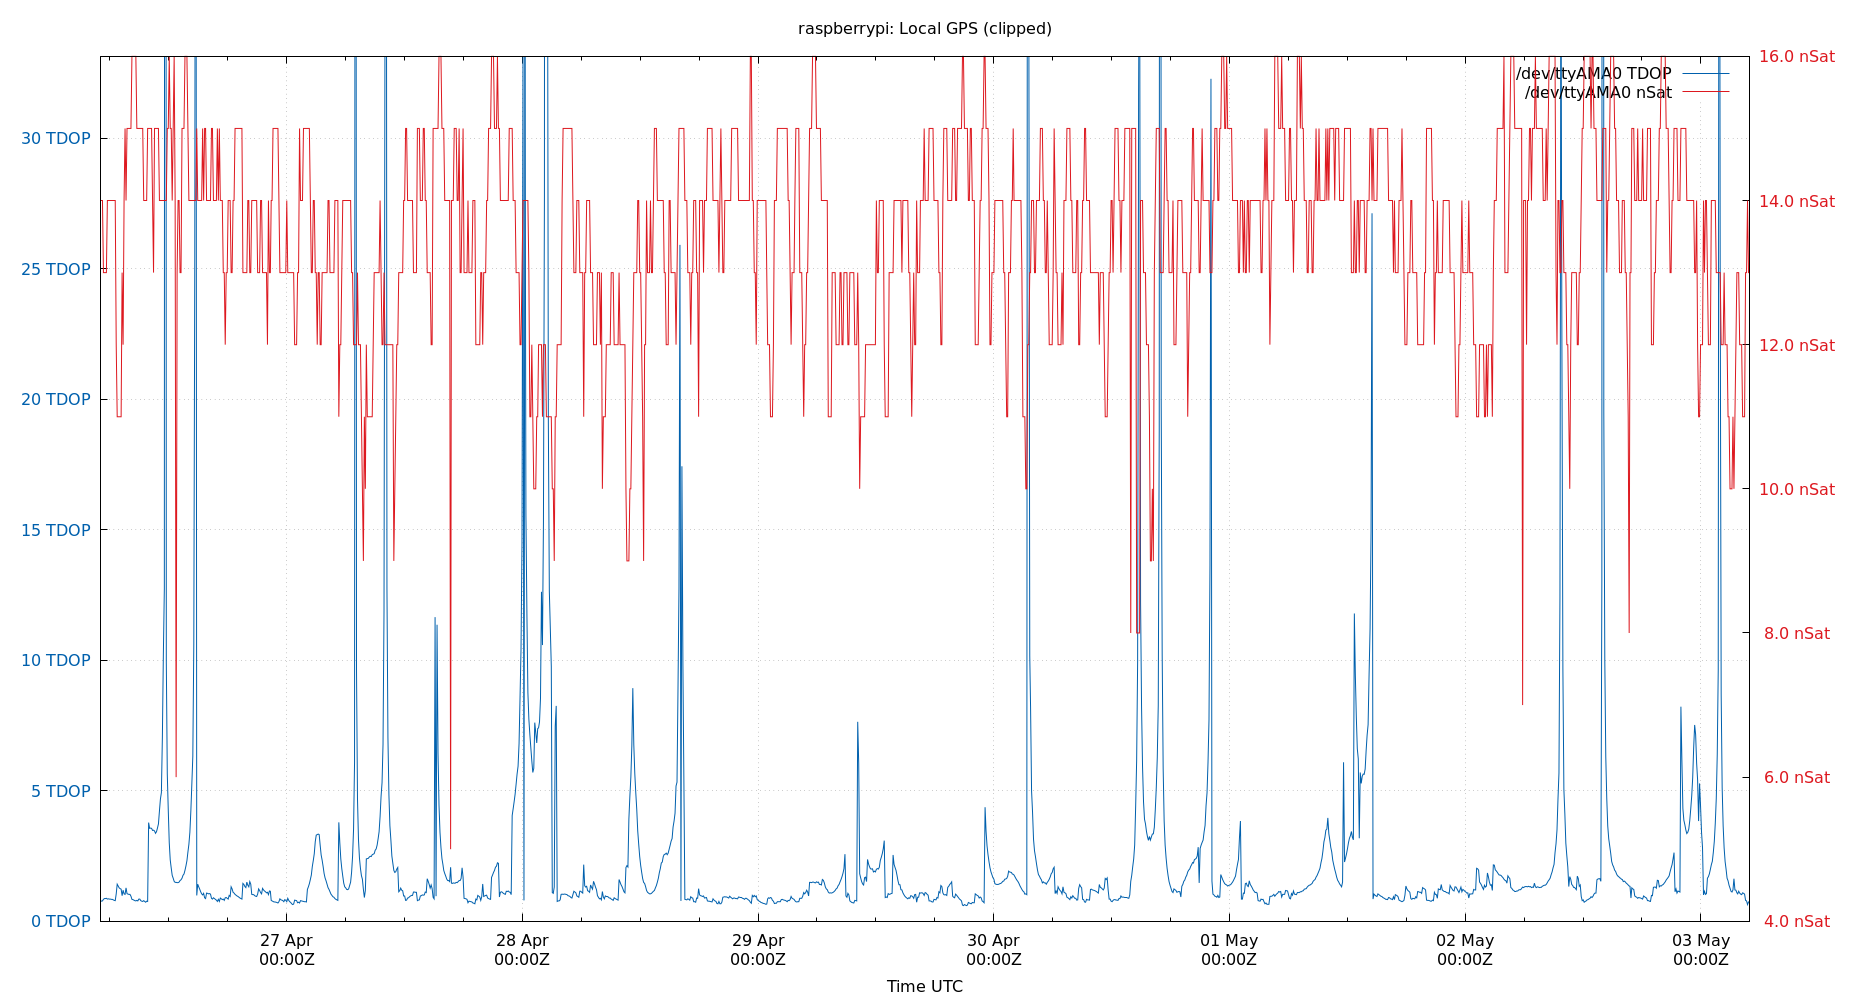 raspberrypi: Local GPS (clipped)
/dev/ttyAMA0 TDOP
/dev/ttyAMA0 nSat
30 TDOP
25 TDOP
20 TDOP
15 TDOP
10 TDOP
5 TDOP
0 TDOP
16.0 nSat
14.0 nSat
12.0 nSat
10.0 nSat
8.0 nSat
6.0 nSat
4.0 nSat
27 Apr
00:00Z
28 Apr
00:00Z
29 Apr
00:00Z
30 Apr
00:00Z
01 May
00:00Z
02 May
00:00Z
03 May
00:00Z
Time UTC